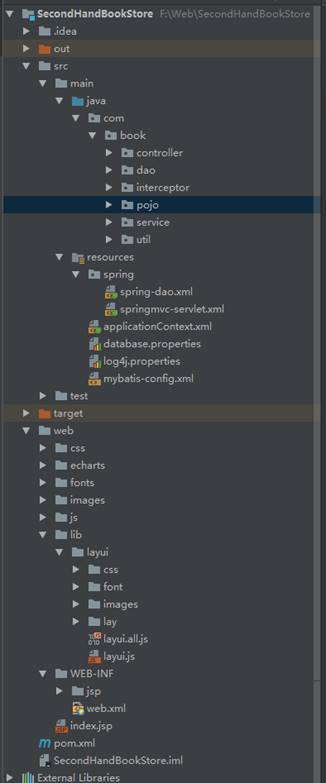 SecondHandBookStore F:\Web\SecondHandBookStore
.idea
out
src
main
java
com
book
controller
dao
interceptor
pojo
service
util
resources
spring
spring-dao.xml
springmvc-servlet.xml
applicationContext.xml
database.properties
log4j.properties
mybatis-config.xml
test
target
web
css
echarts
fonts
images
js
lib
layui
css
font
images
lay
layui.all.js
layui.js
WEB-INF
jsp
web.xml
index.jsp
pom.xml
SecondHandBookStore.iml
External Libraries